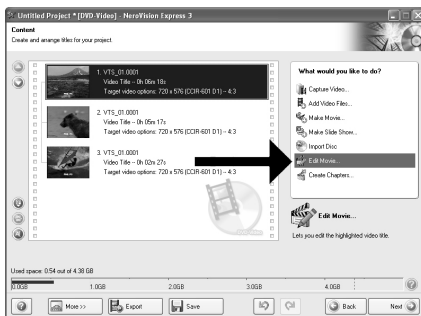 Untitled Project * [DVD-Video] - NeroVision Express 3
Content
Create and arrange titles for your project.
1. VTS_01.0001
Video Title -- 0h 06m 18s
Target video options: 720 x 576 (CCIR-601 D1) -- 4:3
2. VTS_01.0001
Video Title -- 0h 05m 17s
Target video options: 720 x 576 (CCIR-601 D1) -- 4:3
3. VTS_01.0001
Video Title -- 0h 02m 27s
Target video options: 720 x 576 (CCIR-601 D1) -- 4:3
What would you like to do?
Capture Video...
Add Video Files...
Make Movie...
Make Slide Show...
Import Disc
Edit Movie...
Create Chapters...
Edit Movie...
Lets you edit the highlighted video title.
Used space: 0.54 out of 4.38 GB
0.0GB 1.0GB 2.0GB 3.0GB 4.0GB
More >> Export Save Back Next